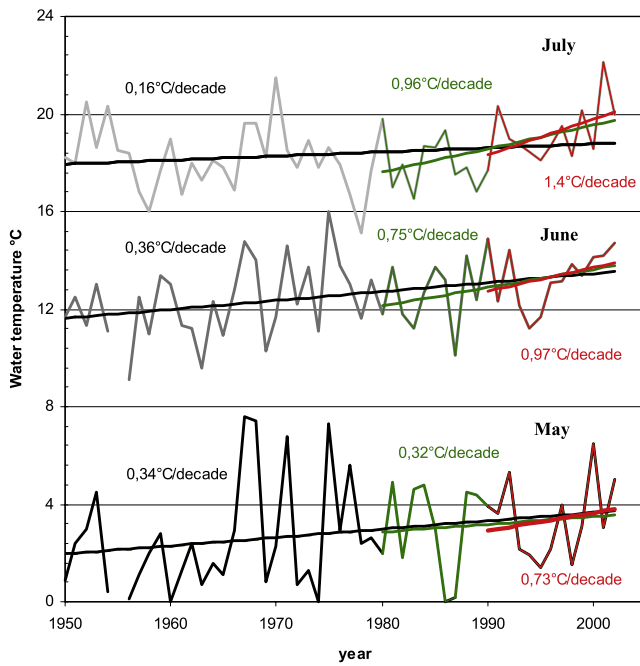 24
July
0,16°C/decade
0,96°C/decade
20
1,4°C/decade
16
0,36°C/decade
0,75°C/decade
June
12
0,97°C/decade
Water temperature °C
8
May
0,34°C/decade
0,32°C/decade
4
0,73°C/decade
0
1950
1960
1970
1980
1990
2000
year